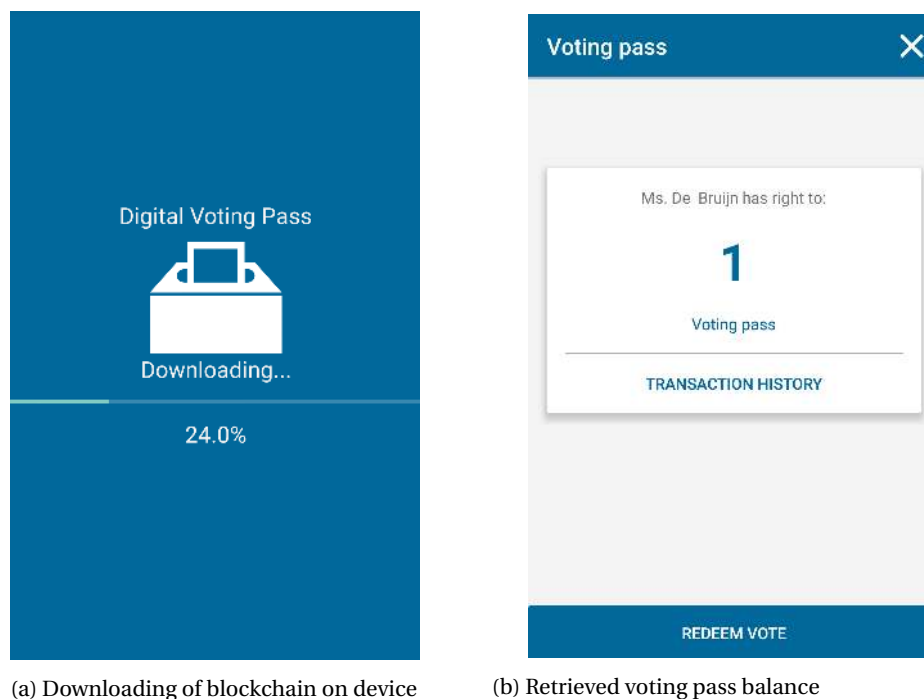 Digital Voting Pass
Downloading...
24.0%
(a) Downloading of blockchain on device
Voting pass
Ms. De Bruijn has right to:
1
Voting pass
TRANSACTION HISTORY
REDEEM VOTE
(b) Retrieved voting pass balance